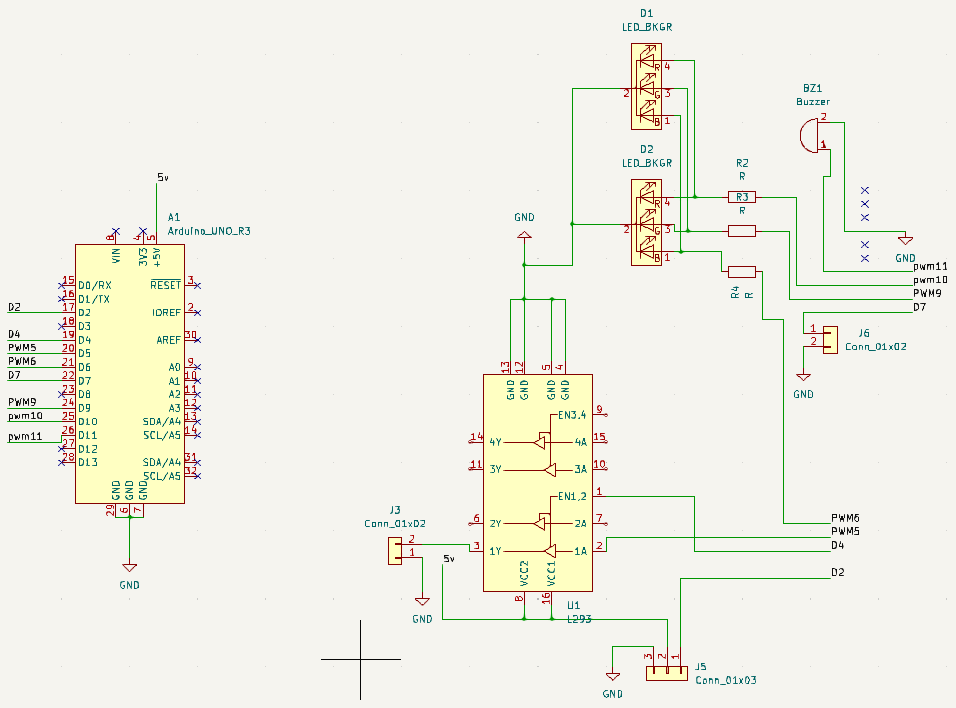 D1
LED_BKGR
R 4
2 G 3
B 1
BZ1
Buzzer
2
1
D2
LED_BKGR
R 4
2 G 3
B 1
R2
R
R3
R
R4
R
GND
GND
pwm11
pwm10
PWM9
D7
1
2
J6
Conn_01x02
GND
5v
A1
Arduino_UNO_R3
8 4 5
VIN 3V3 +5V
15 D0/RX RESET 3
16 D1/TX
D2 17 D2 IOREF 2
18 D3
D4 19 D4 AREF 30
PWM5 20 D5
PWM6 21 D6 A0 9
D7 22 D7 A1 10
23 D8 A2 11
PWM9 24 D9 A3 12
pwm10 25 D10 SDA/A4 13
pwm11 26 D11 SCL/A5 14
27 D12
28 D13 SDA/A4 31
SCL/A5 32
GND GND GND
29 6 7
GND
13 12 5 4
GND GND GND GND
EN3,4 9
14 4Y 4A 15
11 3Y 3A 10
EN1,2 1
6 2Y 2A 7
3 1Y 1A 2
VCC2 VCC1
8 16
U1
L293
J3
Conn_01x02
2
1
GND
5v
PWM6
PWM5
D4
D2
3 2 1
J5
Conn_01x03
GND